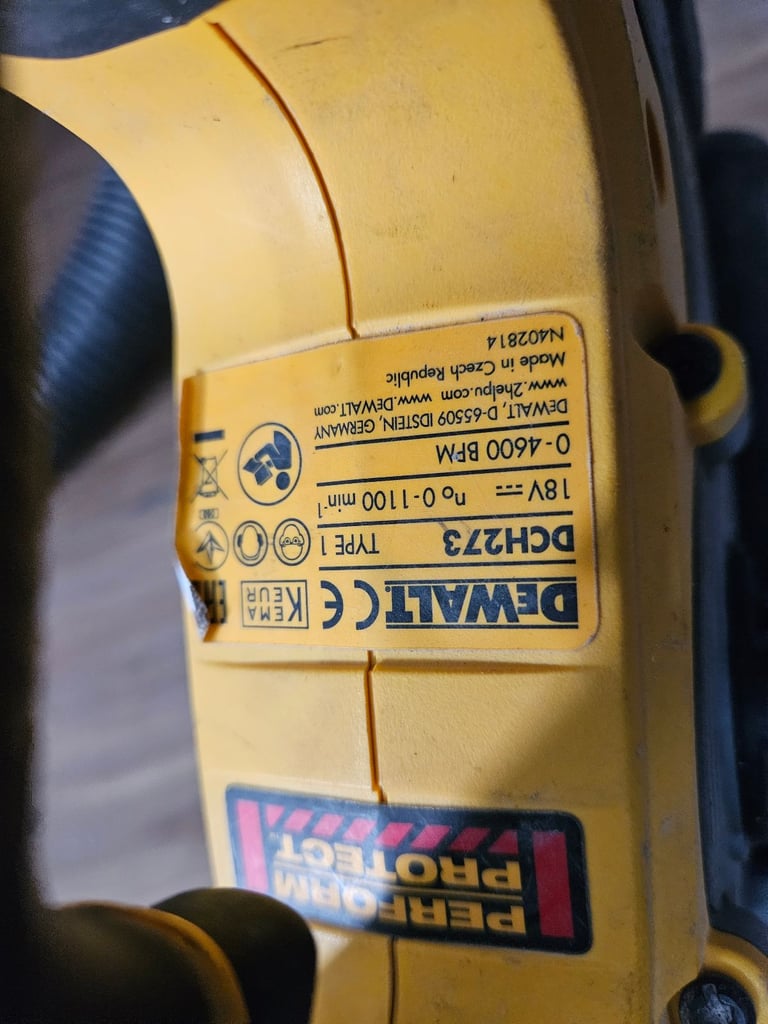 DEWALT CE KEMA KEUR EAC
DCH273 TYPE 1
18V n₀ 0-1100 min⁻¹
0-4600 BPM
DEWALT, D-65509 IDSTEIN, GERMANY
www.2helpu.com www.DEWALT.com
Made in Czech Republic
N402814
PERFORM
PROTECT